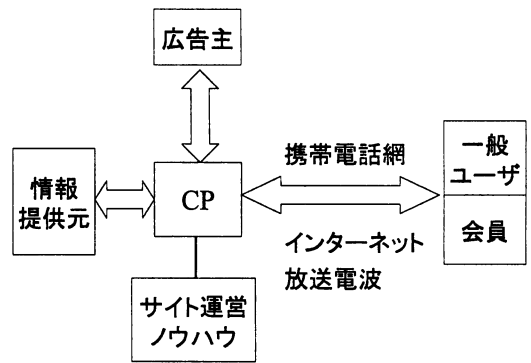 広告主
携帯電話網
一般
ユーザ
情報
提供元
CP
会員
インターネット
放送電波
サイト運営
ノウハウ